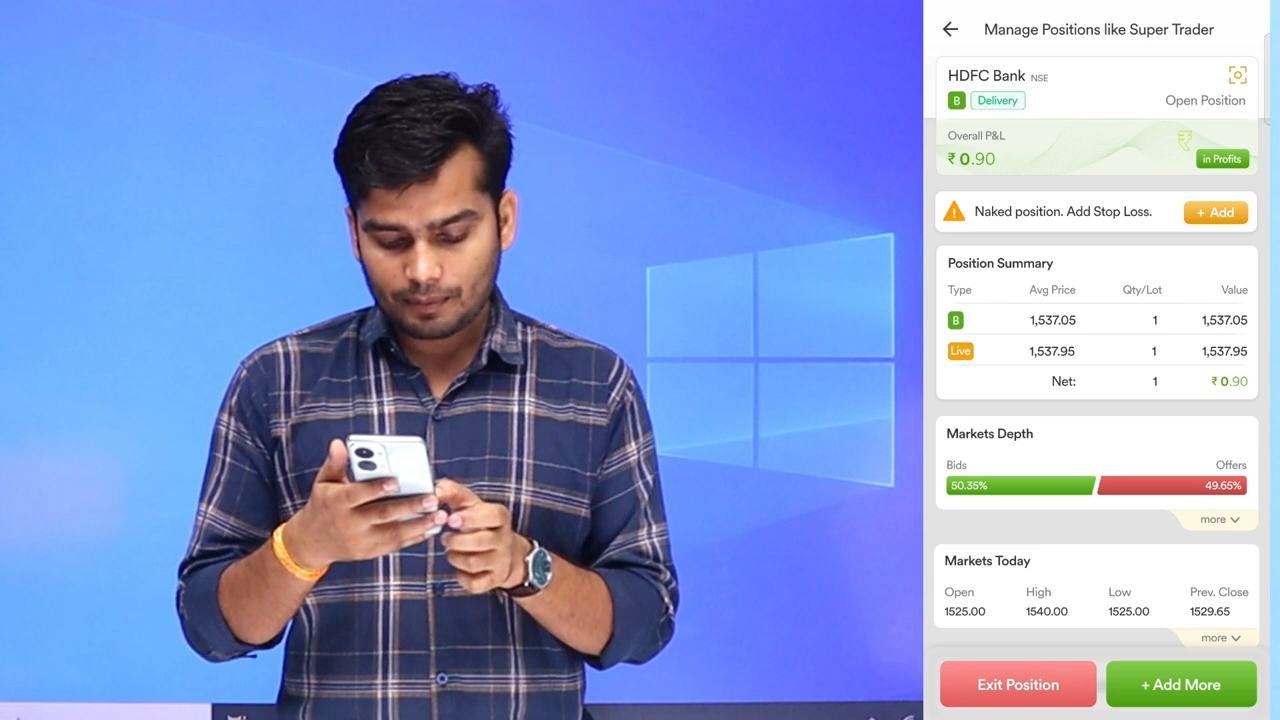 Manage Positions like Super Trader
HDFC Bank NSE
B Delivery Open Position
Overall P&L
₹ 0.90 in Profits
Naked position. Add Stop Loss. + Add
Position Summary
Type Avg Price Qty/Lot Value
B 1,537.05 1 1,537.05
Live 1,537.95 1 1,537.95
Net: 1 ₹ 0.90
Markets Depth
Bids Offers
50.35% 49.65%
more
Markets Today
Open High Low Prev. Close
1525.00 1540.00 1525.00 1529.65
more
Exit Position + Add More